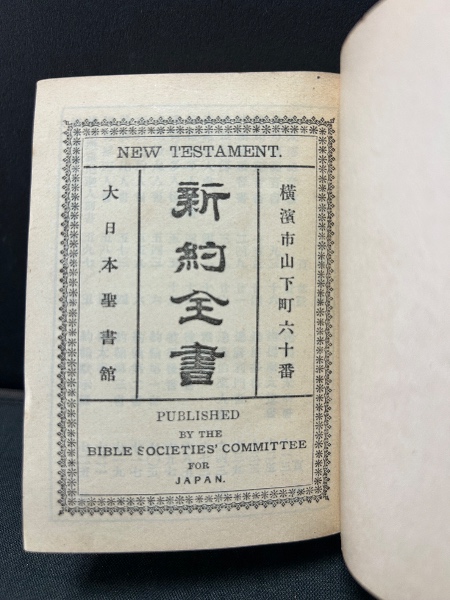 NEW TESTAMENT.
橫濱市山下町六十番
新約全書
大日本聖書館
PUBLISHED
BY THE
BIBLE SOCIETIES' COMMITTEE
FOR
JAPAN.